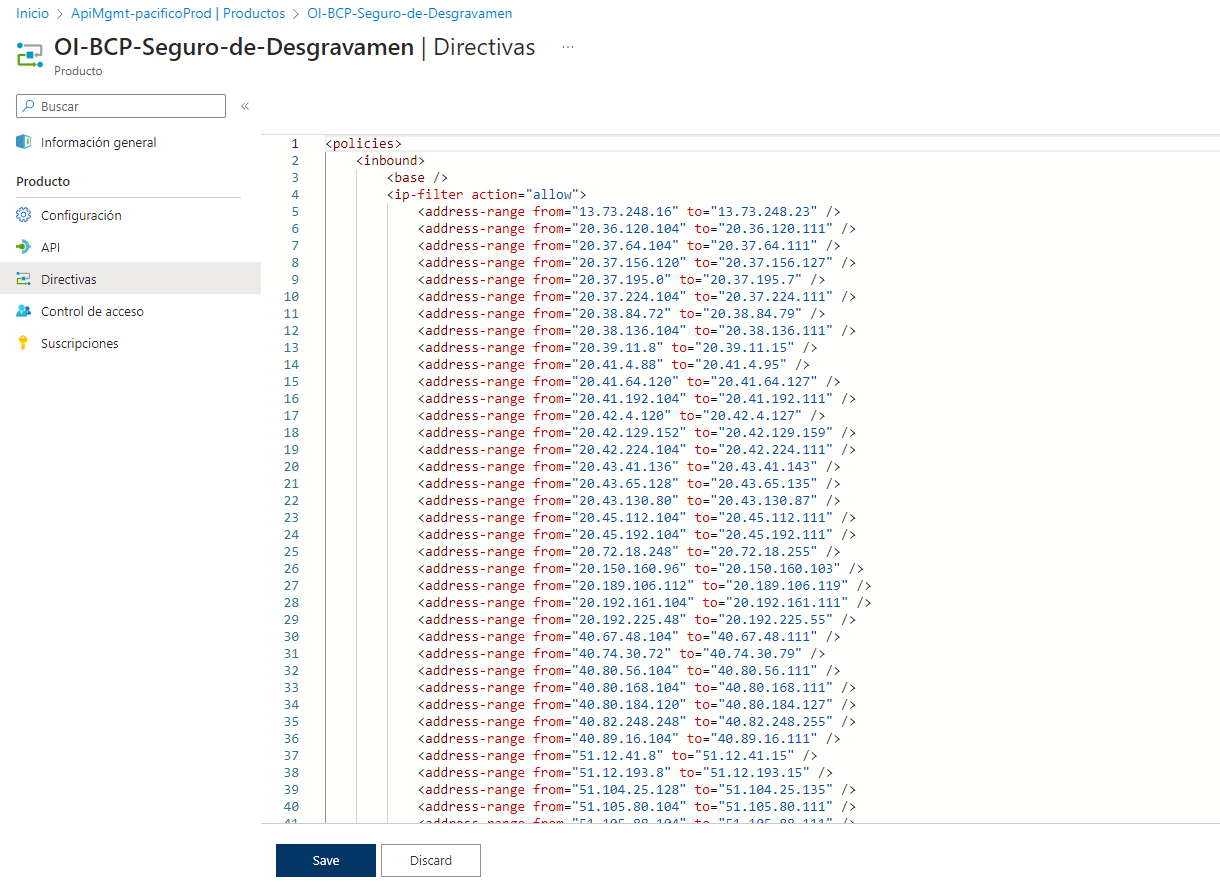 Inicio > ApiMgmt-pacificoProd | Productos > OI-BCP-Seguro-de-Desgravamen
OI-BCP-Seguro-de-Desgravamen | Directivas ...
Producto
Buscar «
Información general
Producto
Configuración
API
Directivas
Control de acceso
Suscripciones
1 <policies>
2 <inbound>
3 <base />
4 <ip-filter action="allow">
5 <address-range from="13.73.248.16" to="13.73.248.23" />
6 <address-range from="20.36.120.104" to="20.36.120.111" />
7 <address-range from="20.37.64.104" to="20.37.64.111" />
8 <address-range from="20.37.156.120" to="20.37.156.127" />
9 <address-range from="20.37.195.0" to="20.37.195.7" />
10 <address-range from="20.37.224.104" to="20.37.224.111" />
11 <address-range from="20.38.84.72" to="20.38.84.79" />
12 <address-range from="20.38.136.104" to="20.38.136.111" />
13 <address-range from="20.39.11.8" to="20.39.11.15" />
14 <address-range from="20.41.4.88" to="20.41.4.95" />
15 <address-range from="20.41.64.120" to="20.41.64.127" />
16 <address-range from="20.41.192.104" to="20.41.192.111" />
17 <address-range from="20.42.4.120" to="20.42.4.127" />
18 <address-range from="20.42.129.152" to="20.42.129.159" />
19 <address-range from="20.42.224.104" to="20.42.224.111" />
20 <address-range from="20.43.41.136" to="20.43.41.143" />
21 <address-range from="20.43.65.128" to="20.43.65.135" />
22 <address-range from="20.43.130.80" to="20.43.130.87" />
23 <address-range from="20.45.112.104" to="20.45.112.111" />
24 <address-range from="20.45.192.104" to="20.45.192.111" />
25 <address-range from="20.72.18.248" to="20.72.18.255" />
26 <address-range from="20.150.160.96" to="20.150.160.103" />
27 <address-range from="20.189.106.112" to="20.189.106.119" />
28 <address-range from="20.192.161.104" to="20.192.161.111" />
29 <address-range from="20.192.225.48" to="20.192.225.55" />
30 <address-range from="40.67.48.104" to="40.67.48.111" />
31 <address-range from="40.74.30.72" to="40.74.30.79" />
32 <address-range from="40.80.56.104" to="40.80.56.111" />
33 <address-range from="40.80.168.104" to="40.80.168.111" />
34 <address-range from="40.80.184.120" to="40.80.184.127" />
35 <address-range from="40.82.248.248" to="40.82.248.255" />
36 <address-range from="40.89.16.104" to="40.89.16.111" />
37 <address-range from="51.12.41.8" to="51.12.41.15" />
38 <address-range from="51.12.193.8" to="51.12.193.15" />
39 <address-range from="51.104.25.128" to="51.104.25.135" />
40 <address-range from="51.105.80.104" to="51.105.80.111" />
41 <address-range from="51.105.88.104" to="51.105.88.111" />
Save Discard